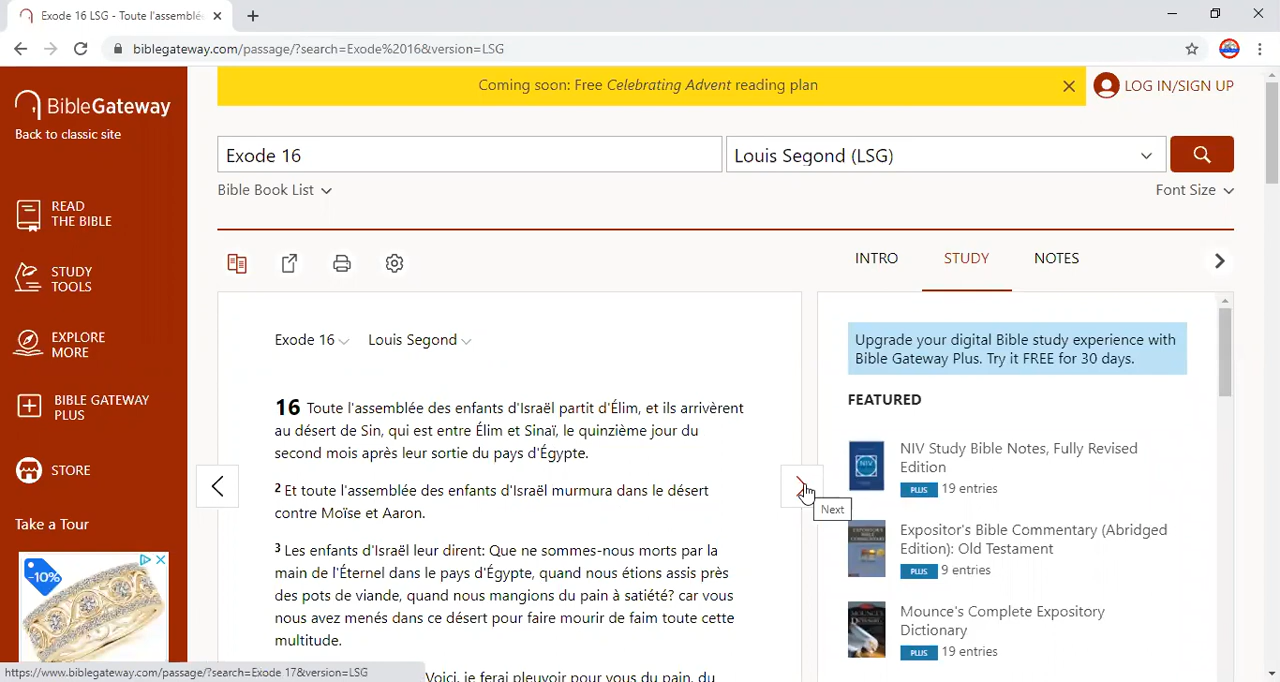 Exode 16 LSG - Toute l'assemblé
biblegateway.com/passage/?search=Exode%2016&version=LSG
Coming soon: Free Celebrating Advent reading plan
LOG IN/SIGN UP
BibleGateway
Back to classic site
READ
THE BIBLE
STUDY
TOOLS
EXPLORE
MORE
BIBLE GATEWAY
PLUS
STORE
Take a Tour
-10%
Exode 16
Louis Segond (LSG)
Bible Book List
Font Size
INTRO
STUDY
NOTES
Exode 16
Louis Segond
16 Toute l'assemblée des enfants d'Israël partit d'Élim, et ils arrivèrent
au désert de Sin, qui est entre Élim et Sinaï, le quinzième jour du
second mois après leur sortie du pays d'Égypte.
2 Et toute l'assemblée des enfants d'Israël murmura dans le désert
contre Moïse et Aaron.
3 Les enfants d'Israël leur dirent: Que ne sommes-nous morts par la
main de l'Éternel dans le pays d'Égypte, quand nous étions assis près
des pots de viande, quand nous mangions du pain à satiété? car vous
nous avez menés dans ce désert pour faire mourir de faim toute cette
multitude.
Voici, je ferai pleuvoir pour vous du pain, du
Next
Upgrade your digital Bible study experience with
Bible Gateway Plus. Try it FREE for 30 days.
FEATURED
NIV Study Bible Notes, Fully Revised
Edition
PLUS 19 entries
Expositor's Bible Commentary (Abridged
Edition): Old Testament
PLUS 9 entries
Mounce's Complete Expository
Dictionary
PLUS 19 entries
https://www.biblegateway.com/passage/?search=Exode 17&version=LSG